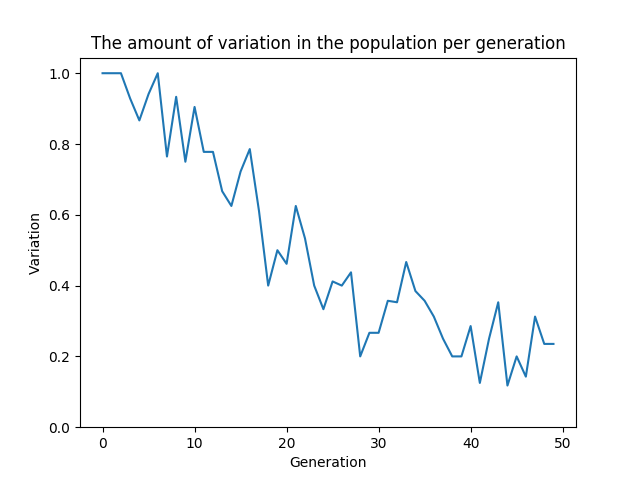 The amount of variation in the population per generation
1.0
0.8
0.6
0.4
0.2
0.0
Variation
0 10 20 30 40 50
Generation